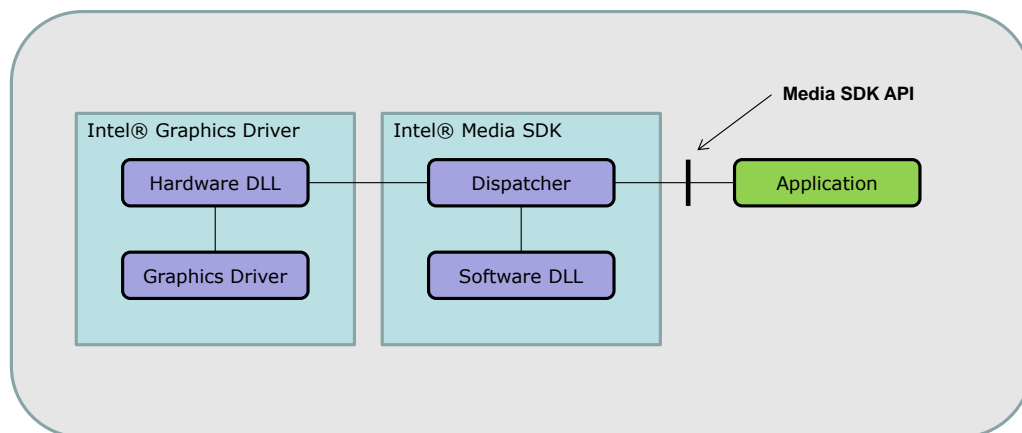 Media SDK API
Intel® Graphics Driver
Intel® Media SDK
Hardware DLL
Dispatcher
Application
Graphics Driver
Software DLL